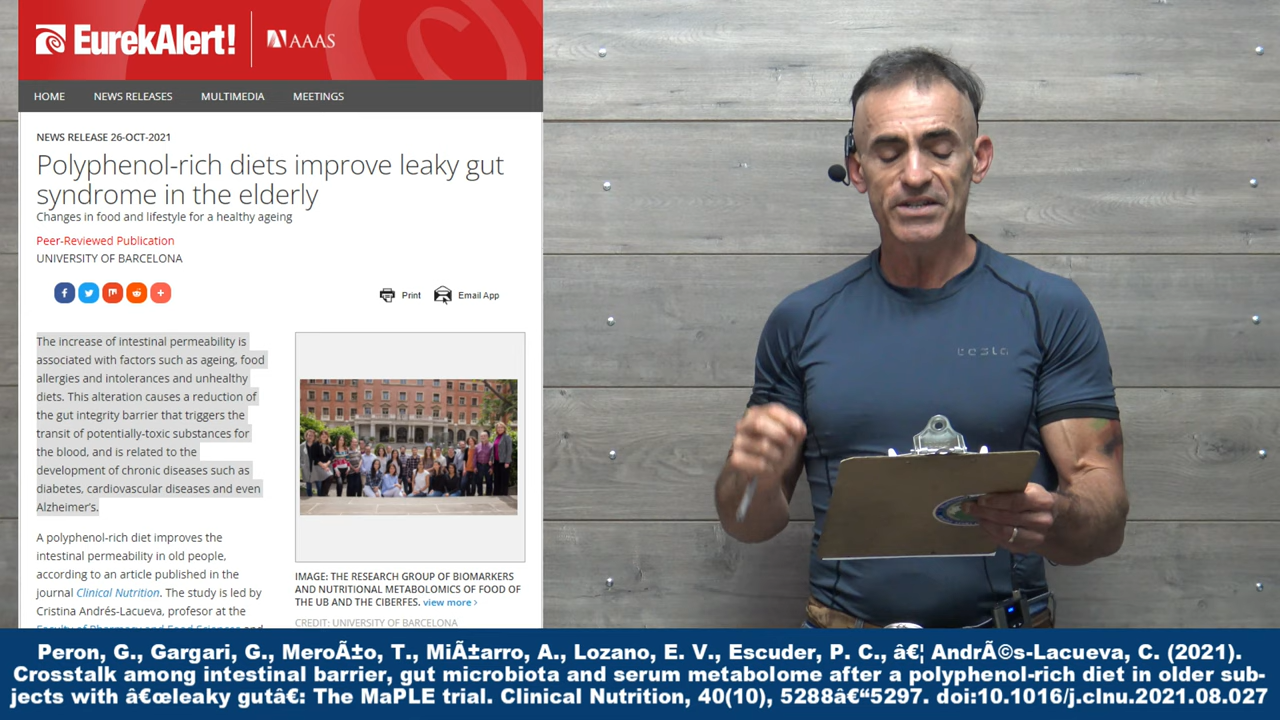 EurekAlert!
AAAS
HOME NEWS RELEASES MULTIMEDIA MEETINGS
NEWS RELEASE 26-OCT-2021
Polyphenol-rich diets improve leaky gut
syndrome in the elderly
Changes in food and lifestyle for a healthy ageing
Peer-Reviewed Publication
UNIVERSITY OF BARCELONA
Print Email App
The increase of intestinal permeability is
associated with factors such as ageing, food
allergies and intolerances and unhealthy
diets. This alteration causes a reduction of
the gut integrity barrier that triggers the
transit of potentially-toxic substances for
the blood, and is related to the
development of chronic diseases such as
diabetes, cardiovascular diseases and even
Alzheimer's.
A polyphenol-rich diet improves the
intestinal permeability in old people,
according to an article published in the
journal Clinical Nutrition. The study is led by
Cristina Andrés-Lacueva, profesor at the
Faculty of Pharmacy and Food Sciences and
IMAGE: THE RESEARCH GROUP OF BIOMARKERS
AND NUTRITIONAL METABOLOMICS OF FOOD OF
THE UB AND THE CIBERFES. view more >
CREDIT: UNIVERSITY OF BARCELONA
TESLA
Peron, G., Gargari, G., MeroÃ±o, T., MiÃ±arro, A., Lozano, E. V., Escuder, P. C., â€¦ AndrÃ©s-Lacueva, C. (2021).
Crosstalk among intestinal barrier, gut microbiota and serum metabolome after a polyphenol-rich diet in older sub-
jects with â€œleaky gutâ€: The MaPLE trial. Clinical Nutrition, 40(10), 5288â€“5297. doi:10.1016/j.clnu.2021.08.027